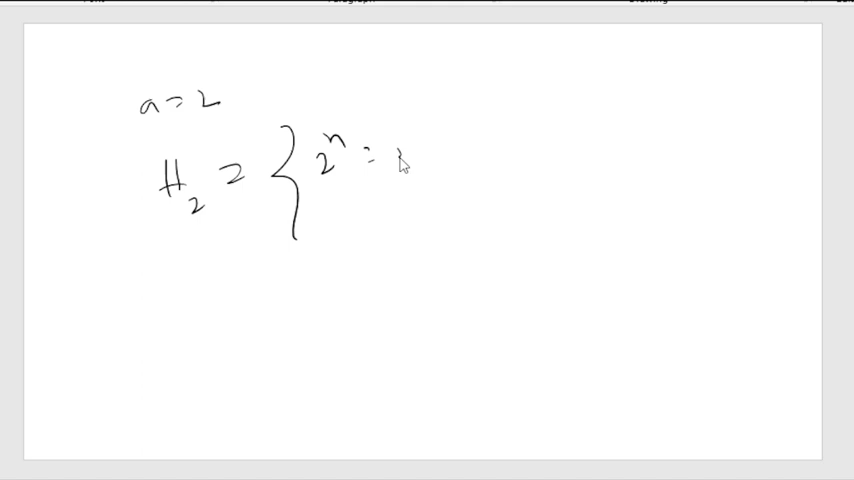 a = 2
H₂ = { 2ⁿ :